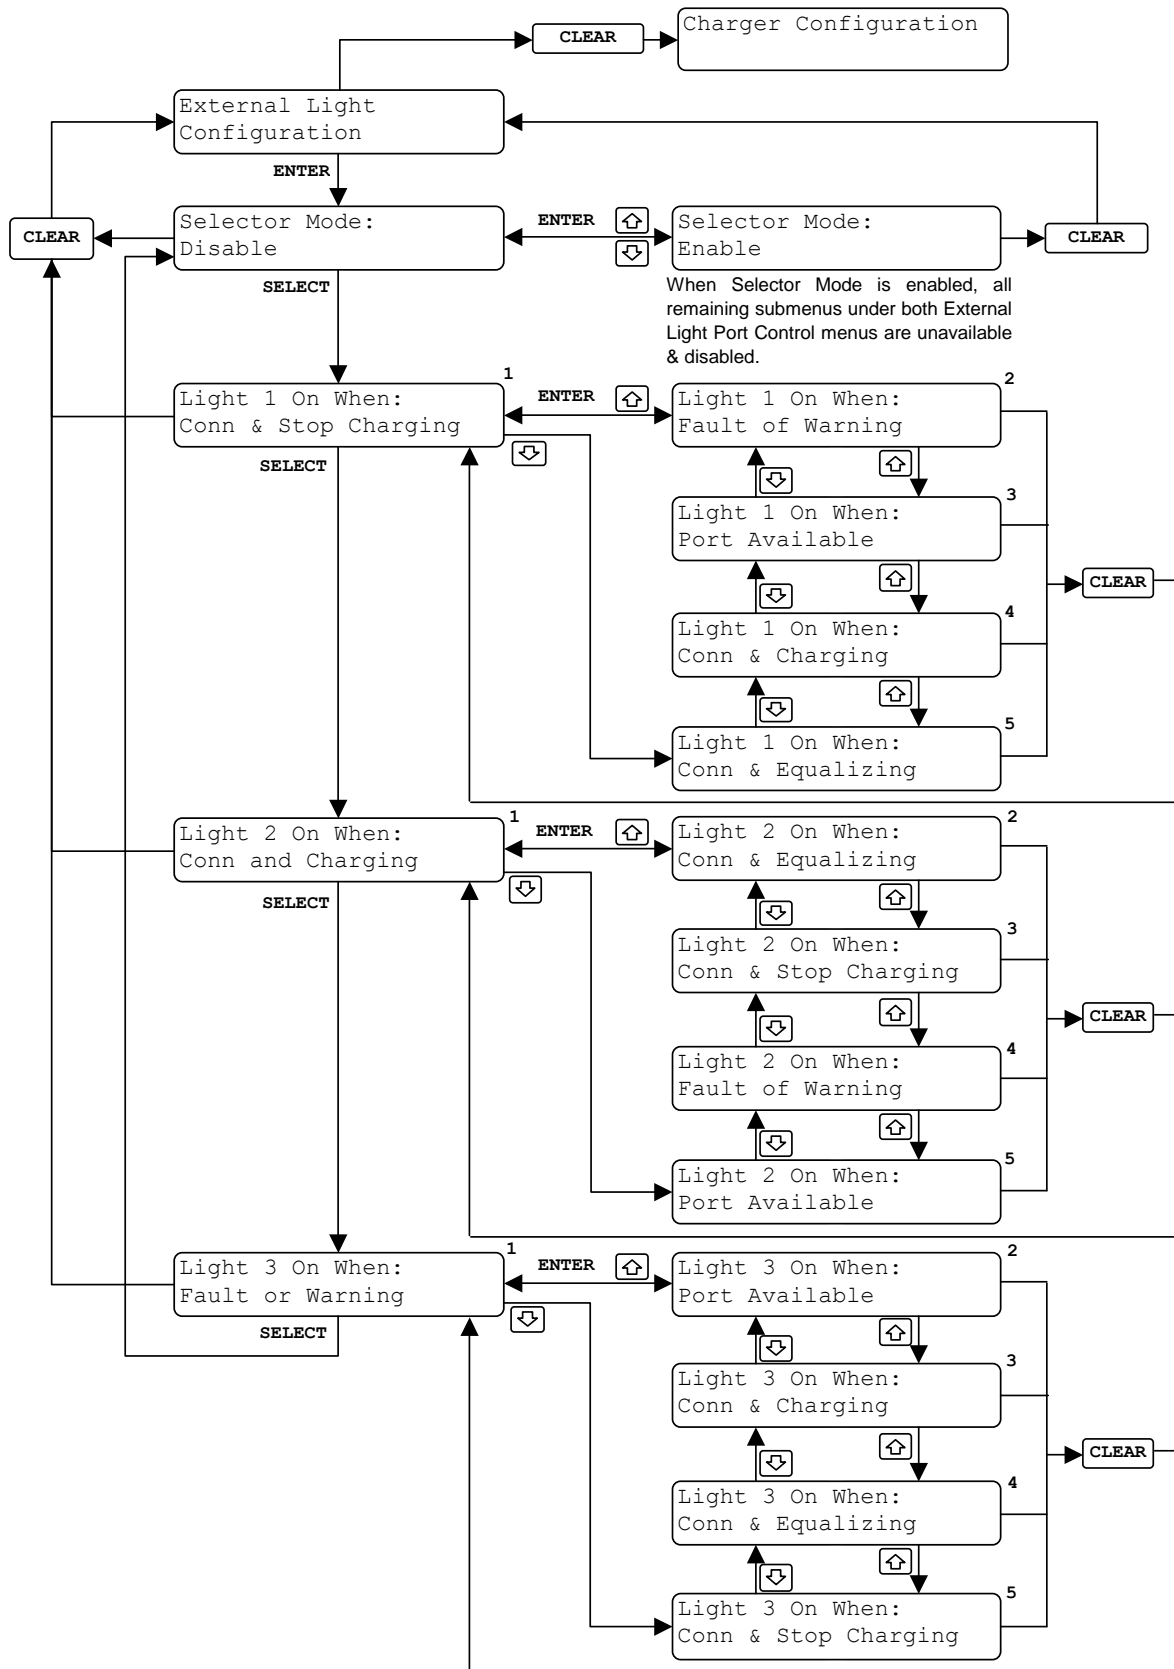 CLEAR
Charger Configuration
External Light
Configuration
ENTER
CLEAR
Selector Mode:
Disable
ENTER
Selector Mode:
Enable
CLEAR
SELECT
When Selector Mode is enabled, all
remaining submenus under both External
Light Port Control menus are unavailable
& disabled.
1
Light 1 On When:
Conn & Stop Charging
ENTER
2
Light 1 On When:
Fault of Warning
SELECT
3
Light 1 On When:
Port Available
CLEAR
4
Light 1 On When:
Conn & Charging
5
Light 1 On When:
Conn & Equalizing
1
Light 2 On When:
Conn and Charging
ENTER
2
Light 2 On When:
Conn & Equalizing
SELECT
3
Light 2 On When:
Conn & Stop Charging
CLEAR
4
Light 2 On When:
Fault of Warning
5
Light 2 On When:
Port Available
1
Light 3 On When:
Fault or Warning
ENTER
2
Light 3 On When:
Port Available
SELECT
3
Light 3 On When:
Conn & Charging
CLEAR
4
Light 3 On When:
Conn & Equalizing
5
Light 3 On When:
Conn & Stop Charging